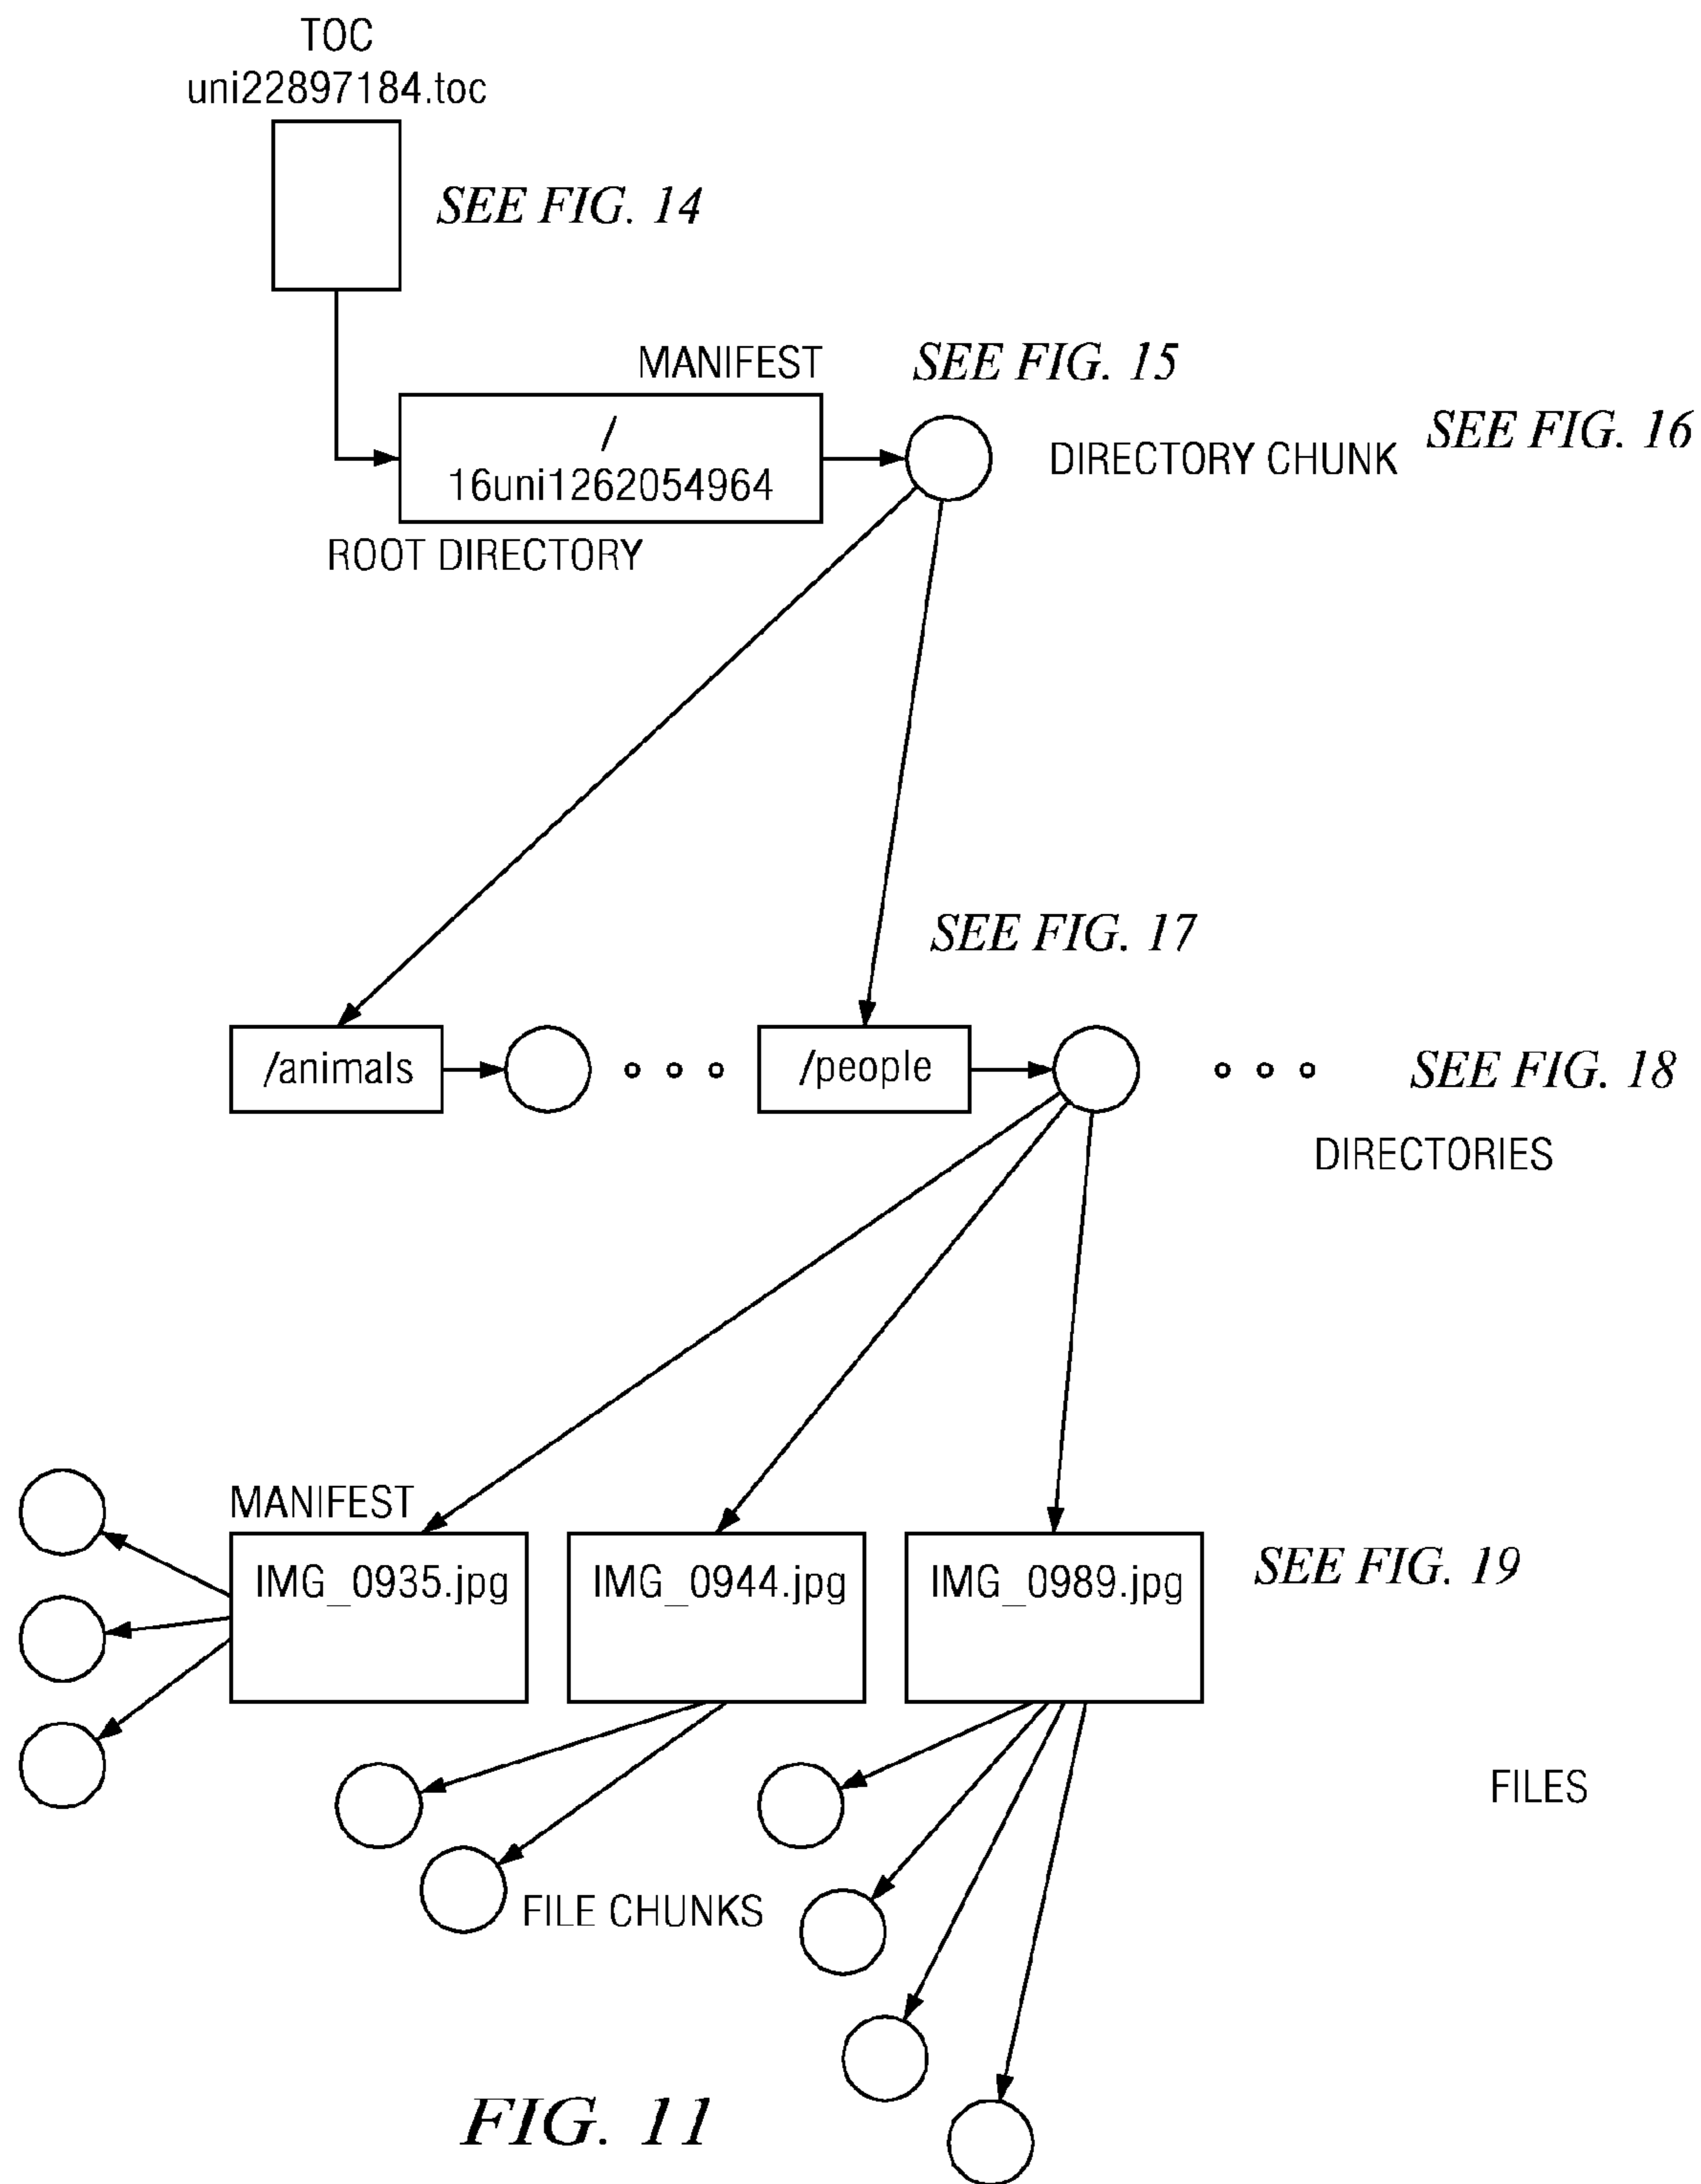 TOC
uni22897184.toc
SEE FIG. 14
MANIFEST
SEE FIG. 15
/
16uni1262054964
DIRECTORY CHUNK
SEE FIG. 16
ROOT DIRECTORY
SEE FIG. 17
/animals
/people
SEE FIG. 18
DIRECTORIES
MANIFEST
IMG_0935.jpg
IMG_0944.jpg
IMG_0989.jpg
SEE FIG. 19
FILES
FILE CHUNKS
FIG. 11